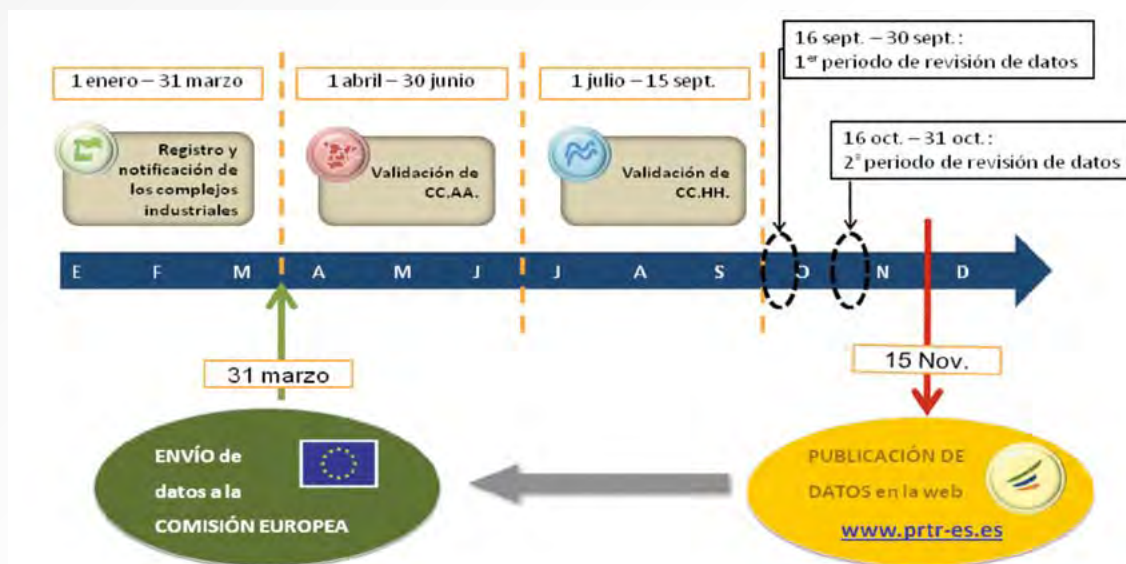 16 sept. – 30 sept.:
1er periodo de revisión de datos
1 enero – 31 marzo
1 abril – 30 junio
1 julio – 15 sept.
16 oct. – 31 oct.:
2º periodo de revisión de datos
Registro y
notificación de
los complejos
industriales
Validación de
CC.AA.
Validación de
CC.HH.
E F M A M J J A S O N D
31 marzo
15 Nov.
ENVÍO de
datos a la
COMISIÓN EUROPEA
PUBLICACIÓN DE
DATOS en la web
www.prtr-es.es